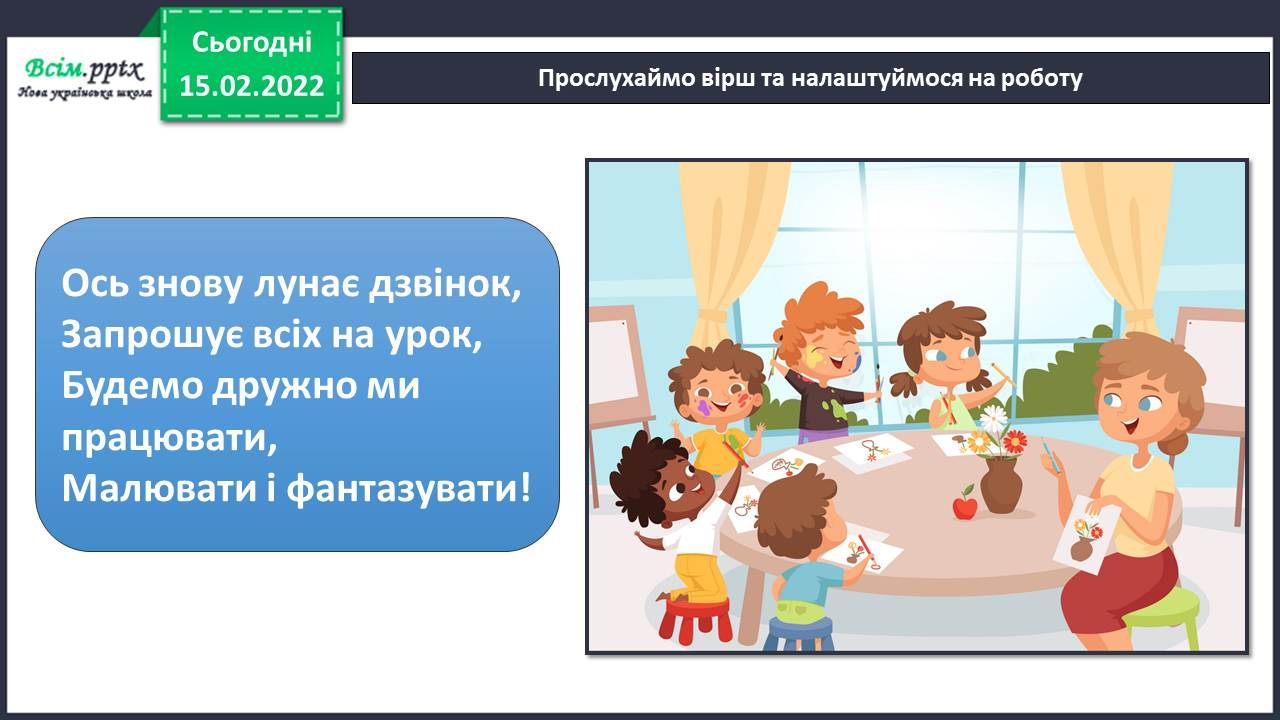 Всім.pptx
Нова українська школа
Сьогодні
15.02.2022
Прослухаймо вірш та налаштуймося на роботу
Ось знову лунає дзвінок,
Запрошує всіх на урок,
Будемо дружно ми
працювати,
Малювати і фантазувати!